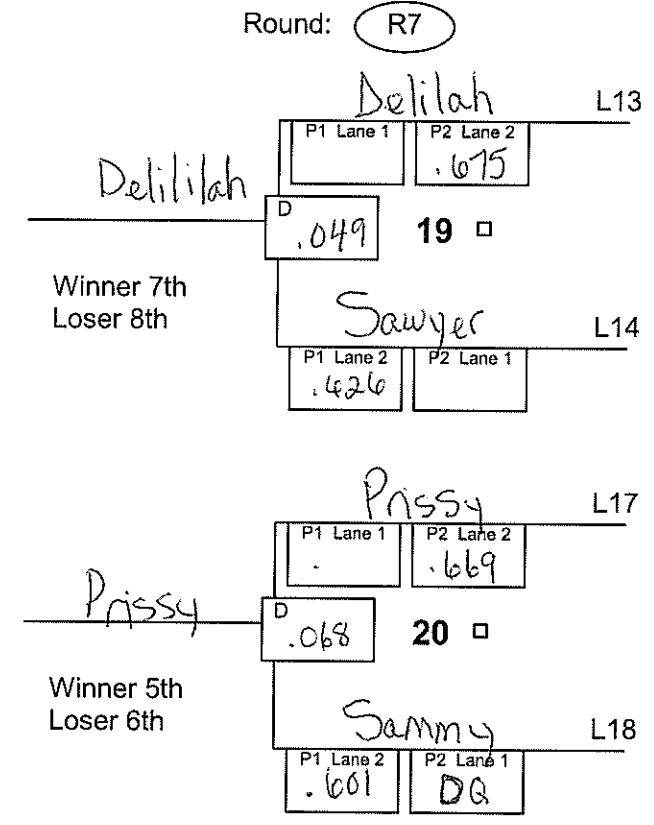 Round: R7
Delilah L13
P1 Lane 1 P2 Lane 2
.675
Delililah
D
.049 19
Winner 7th
Loser 8th
Sawyer L14
P1 Lane 2 P2 Lane 1
.626
Prissy L17
P1 Lane 1 P2 Lane 2
. .669
Prissy
D
.068 20
Winner 5th
Loser 6th
Sammy L18
P1 Lane 2 P2 Lane 1
.601 DQ